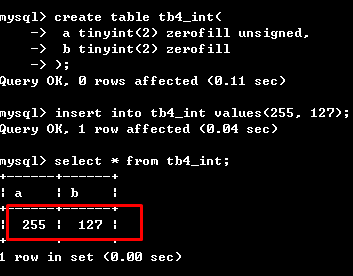 mysql> create table tb4_int(
    ->  a tinyint(2) zerofill unsigned,
    ->  b tinyint(2) zerofill
    -> );
Query OK, 0 rows affected (0.11 sec)
mysql> insert into tb4_int values(255, 127);
Query OK, 1 row affected (0.04 sec)
mysql> select * from tb4_int;
+------+------+
| a    | b    |
+------+------+
|  255 |  127 |
+------+------+
1 row in set (0.00 sec)